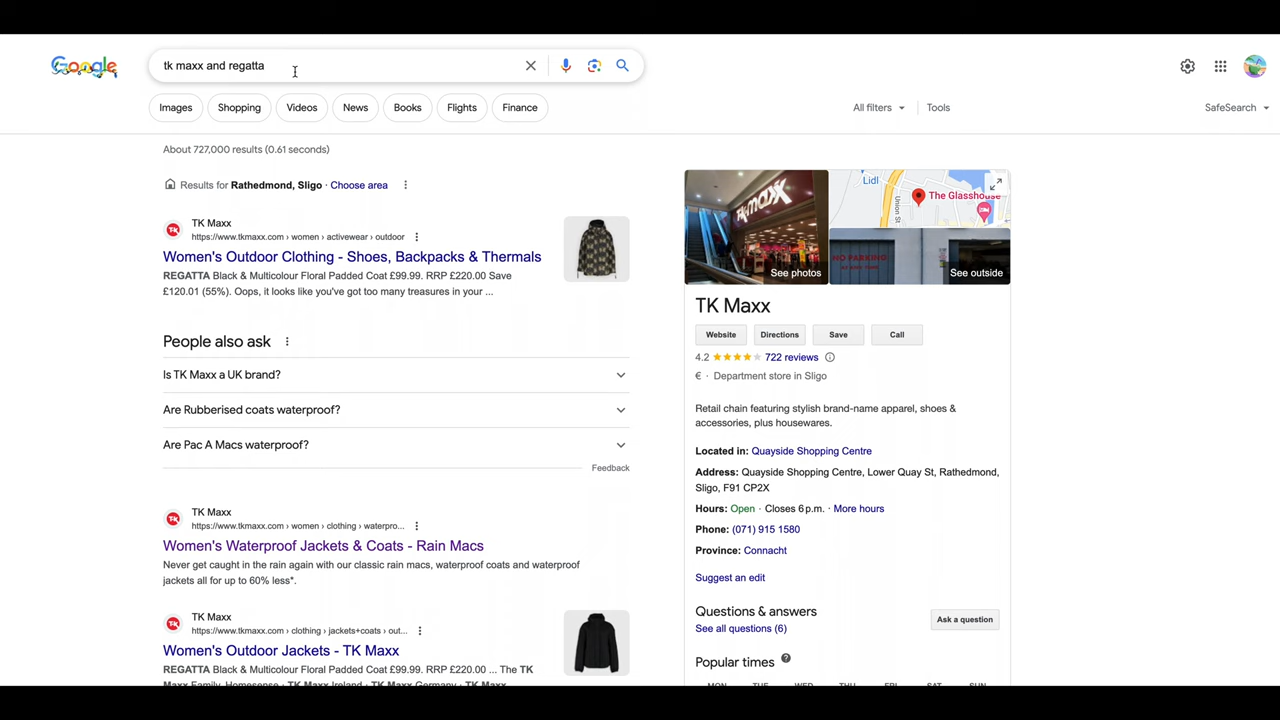 Google
tk maxx and regatta
Images
Shopping
Videos
News
Books
Flights
Finance
All filters
Tools
SafeSearch
About 727,000 results (0.61 seconds)
Results for Rathedmond, Sligo · Choose area
TK Maxx
https://www.tkmaxx.com › women › activewear › outdoor
Women's Outdoor Clothing - Shoes, Backpacks & Thermals
REGATTA Black & Multicolour Floral Padded Coat £99.99. RRP £220.00 Save
£120.01 (55%). Oops, it looks like you've got too many treasures in your ...
People also ask
Is TK Maxx a UK brand?
Are Rubberised coats waterproof?
Are Pac A Macs waterproof?
Feedback
TK Maxx
https://www.tkmaxx.com › women › clothing › waterpro...
Women's Waterproof Jackets & Coats - Rain Macs
Never get caught in the rain again with our classic rain macs, waterproof coats and waterproof
jackets all for up to 60% less*.
TK Maxx
https://www.tkmaxx.com › clothing › jackets+coats › out...
Women's Outdoor Jackets - TK Maxx
REGATTA Black & Multicolour Floral Padded Coat £99.99. RRP £220.00 ... The TK
Maxx Family. Homesense · TK Maxx Ireland · TK Maxx Germany · TK Maxx
TK Maxx
See photos
Lidl
Union St
The Glasshouse
NO PARKING
See outside
TK Maxx
Website
Directions
Save
Call
4.2
722 reviews
€ · Department store in Sligo
Retail chain featuring stylish brand-name apparel, shoes &
accessories, plus housewares.
Located in: Quayside Shopping Centre
Address: Quayside Shopping Centre, Lower Quay St, Rathedmond,
Sligo, F91 CP2X
Hours: Open · Closes 6 p.m. · More hours
Phone: (071) 915 1580
Province: Connacht
Suggest an edit
Questions & answers
See all questions (6)
Ask a question
Popular times
MON TUE WED THU FRI SAT SUN